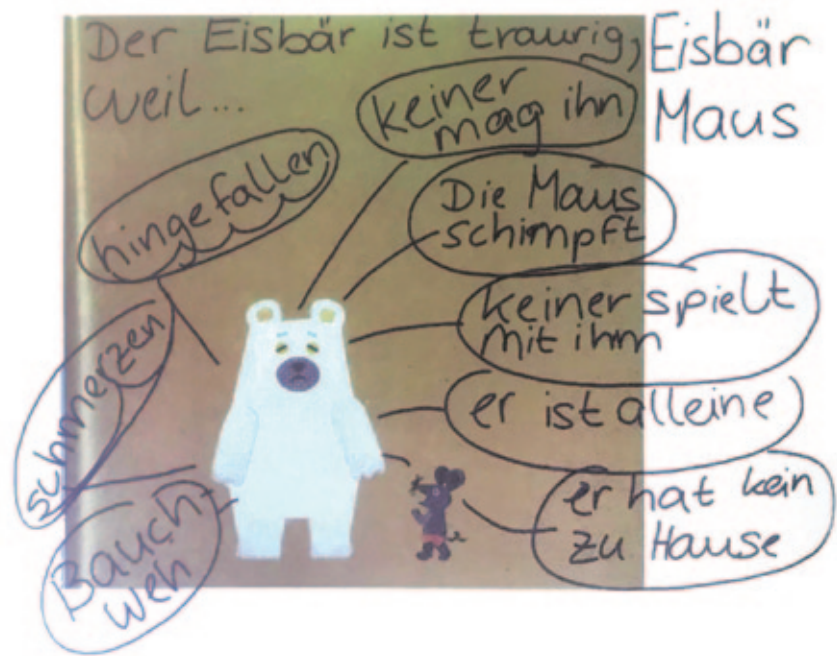 Der Eisbär ist traurig,
weil...
Eisbär
Maus
keiner
mag ihn
hingefallen
Die Maus
schimpft
keiner spielt
mit ihm
schmerzen
er ist alleine
Bauch-
weh
er hat kein
zu Hause